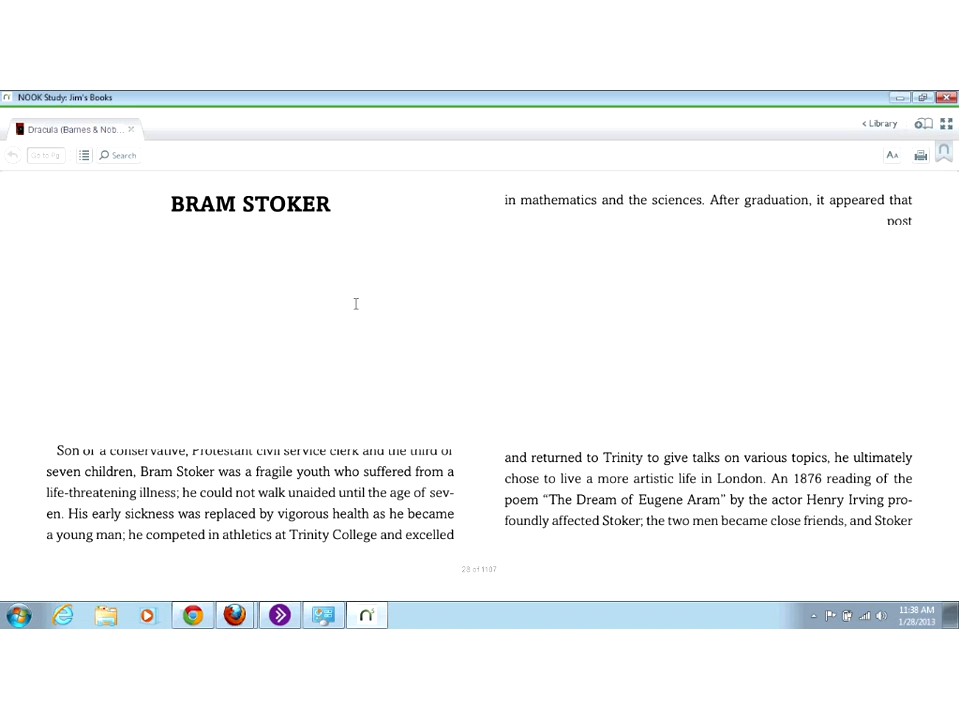 NOOK Study: Jim's Books
Dracula (Barnes & Nob...
< Library
Go to Pg
Search
AA
BRAM STOKER
Son of a conservative, Protestant civil service clerk and the third of
seven children, Bram Stoker was a fragile youth who suffered from a
life-threatening illness; he could not walk unaided until the age of sev-
en. His early sickness was replaced by vigorous health as he became
a young man; he competed in athletics at Trinity College and excelled
in mathematics and the sciences. After graduation, it appeared that
post
and returned to Trinity to give talks on various topics, he ultimately
chose to live a more artistic life in London. An 1876 reading of the
poem “The Dream of Eugene Aram” by the actor Henry Irving pro-
foundly affected Stoker; the two men became close friends, and Stoker
28 of 1107
11:38 AM
1/28/2013